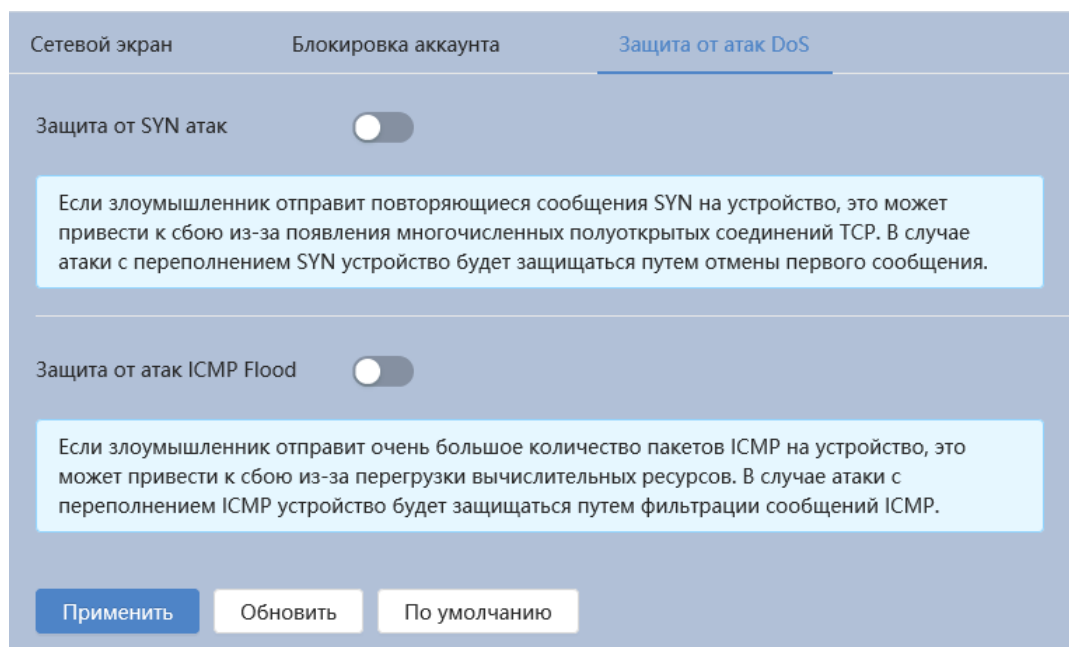 Сетевой экран Блокировка аккаунта Защита от атак DoS
Защита от SYN атак
Если злоумышленник отправит повторяющиеся сообщения SYN на устройство, это может
привести к сбою из-за появления многочисленных полуоткрытых соединений TCP. В случае
атаки с переполнением SYN устройство будет защищаться путем отмены первого сообщения.
Защита от атак ICMP Flood
Если злоумышленник отправит очень большое количество пакетов ICMP на устройство, это
может привести к сбою из-за перегрузки вычислительных ресурсов. В случае атаки с
переполнением ICMP устройство будет защищаться путем фильтрации сообщений ICMP.
Применить Обновить По умолчанию